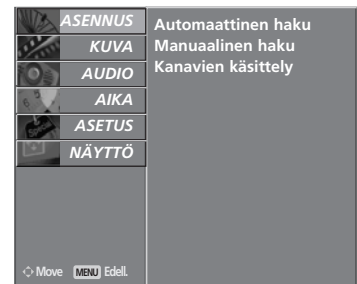 ASENNUS
KUVA
AUDIO
AIKA
ASETUS
NÄYTTÖ
Automaattinen haku
Manuaalinen haku
Kanavien käsittely
Move MENU Edell.